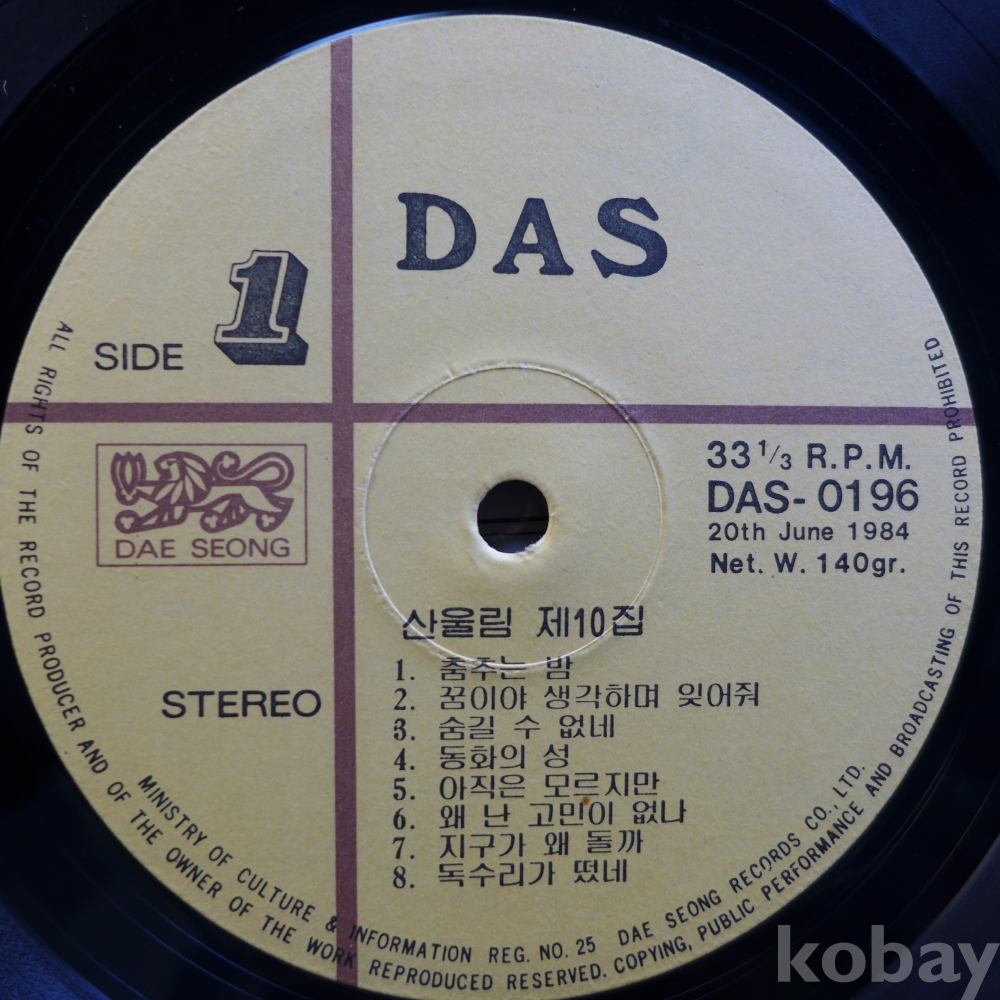 DAS
SIDE 1
DAE SEONG
STEREO
33 1/3 R.P.M.
DAS-0196
20th June 1984
Net. W. 140gr.
산울림 제10집
1. 춤추는 밤
2. 꿈이야 생각하며 잊어줘
3. 숨길 수 없네
4. 동화의 성
5. 아직은 모르지만
6. 왜 난 고민이 없나
7. 지구가 왜 돌까
8. 독수리가 떴네
ALL RIGHTS OF THE RECORD PRODUCER AND OF THE OWNER OF THE WORK REPRODUCED RESERVED. COPYING, PUBLIC PERFORMANCE AND BROADCASTING OF THIS RECORD PROHIBITED
MINISTRY OF CULTURE & INFORMATION REG. NO. 25 DAE SEONG RECORDS CO., LTD.
kobay